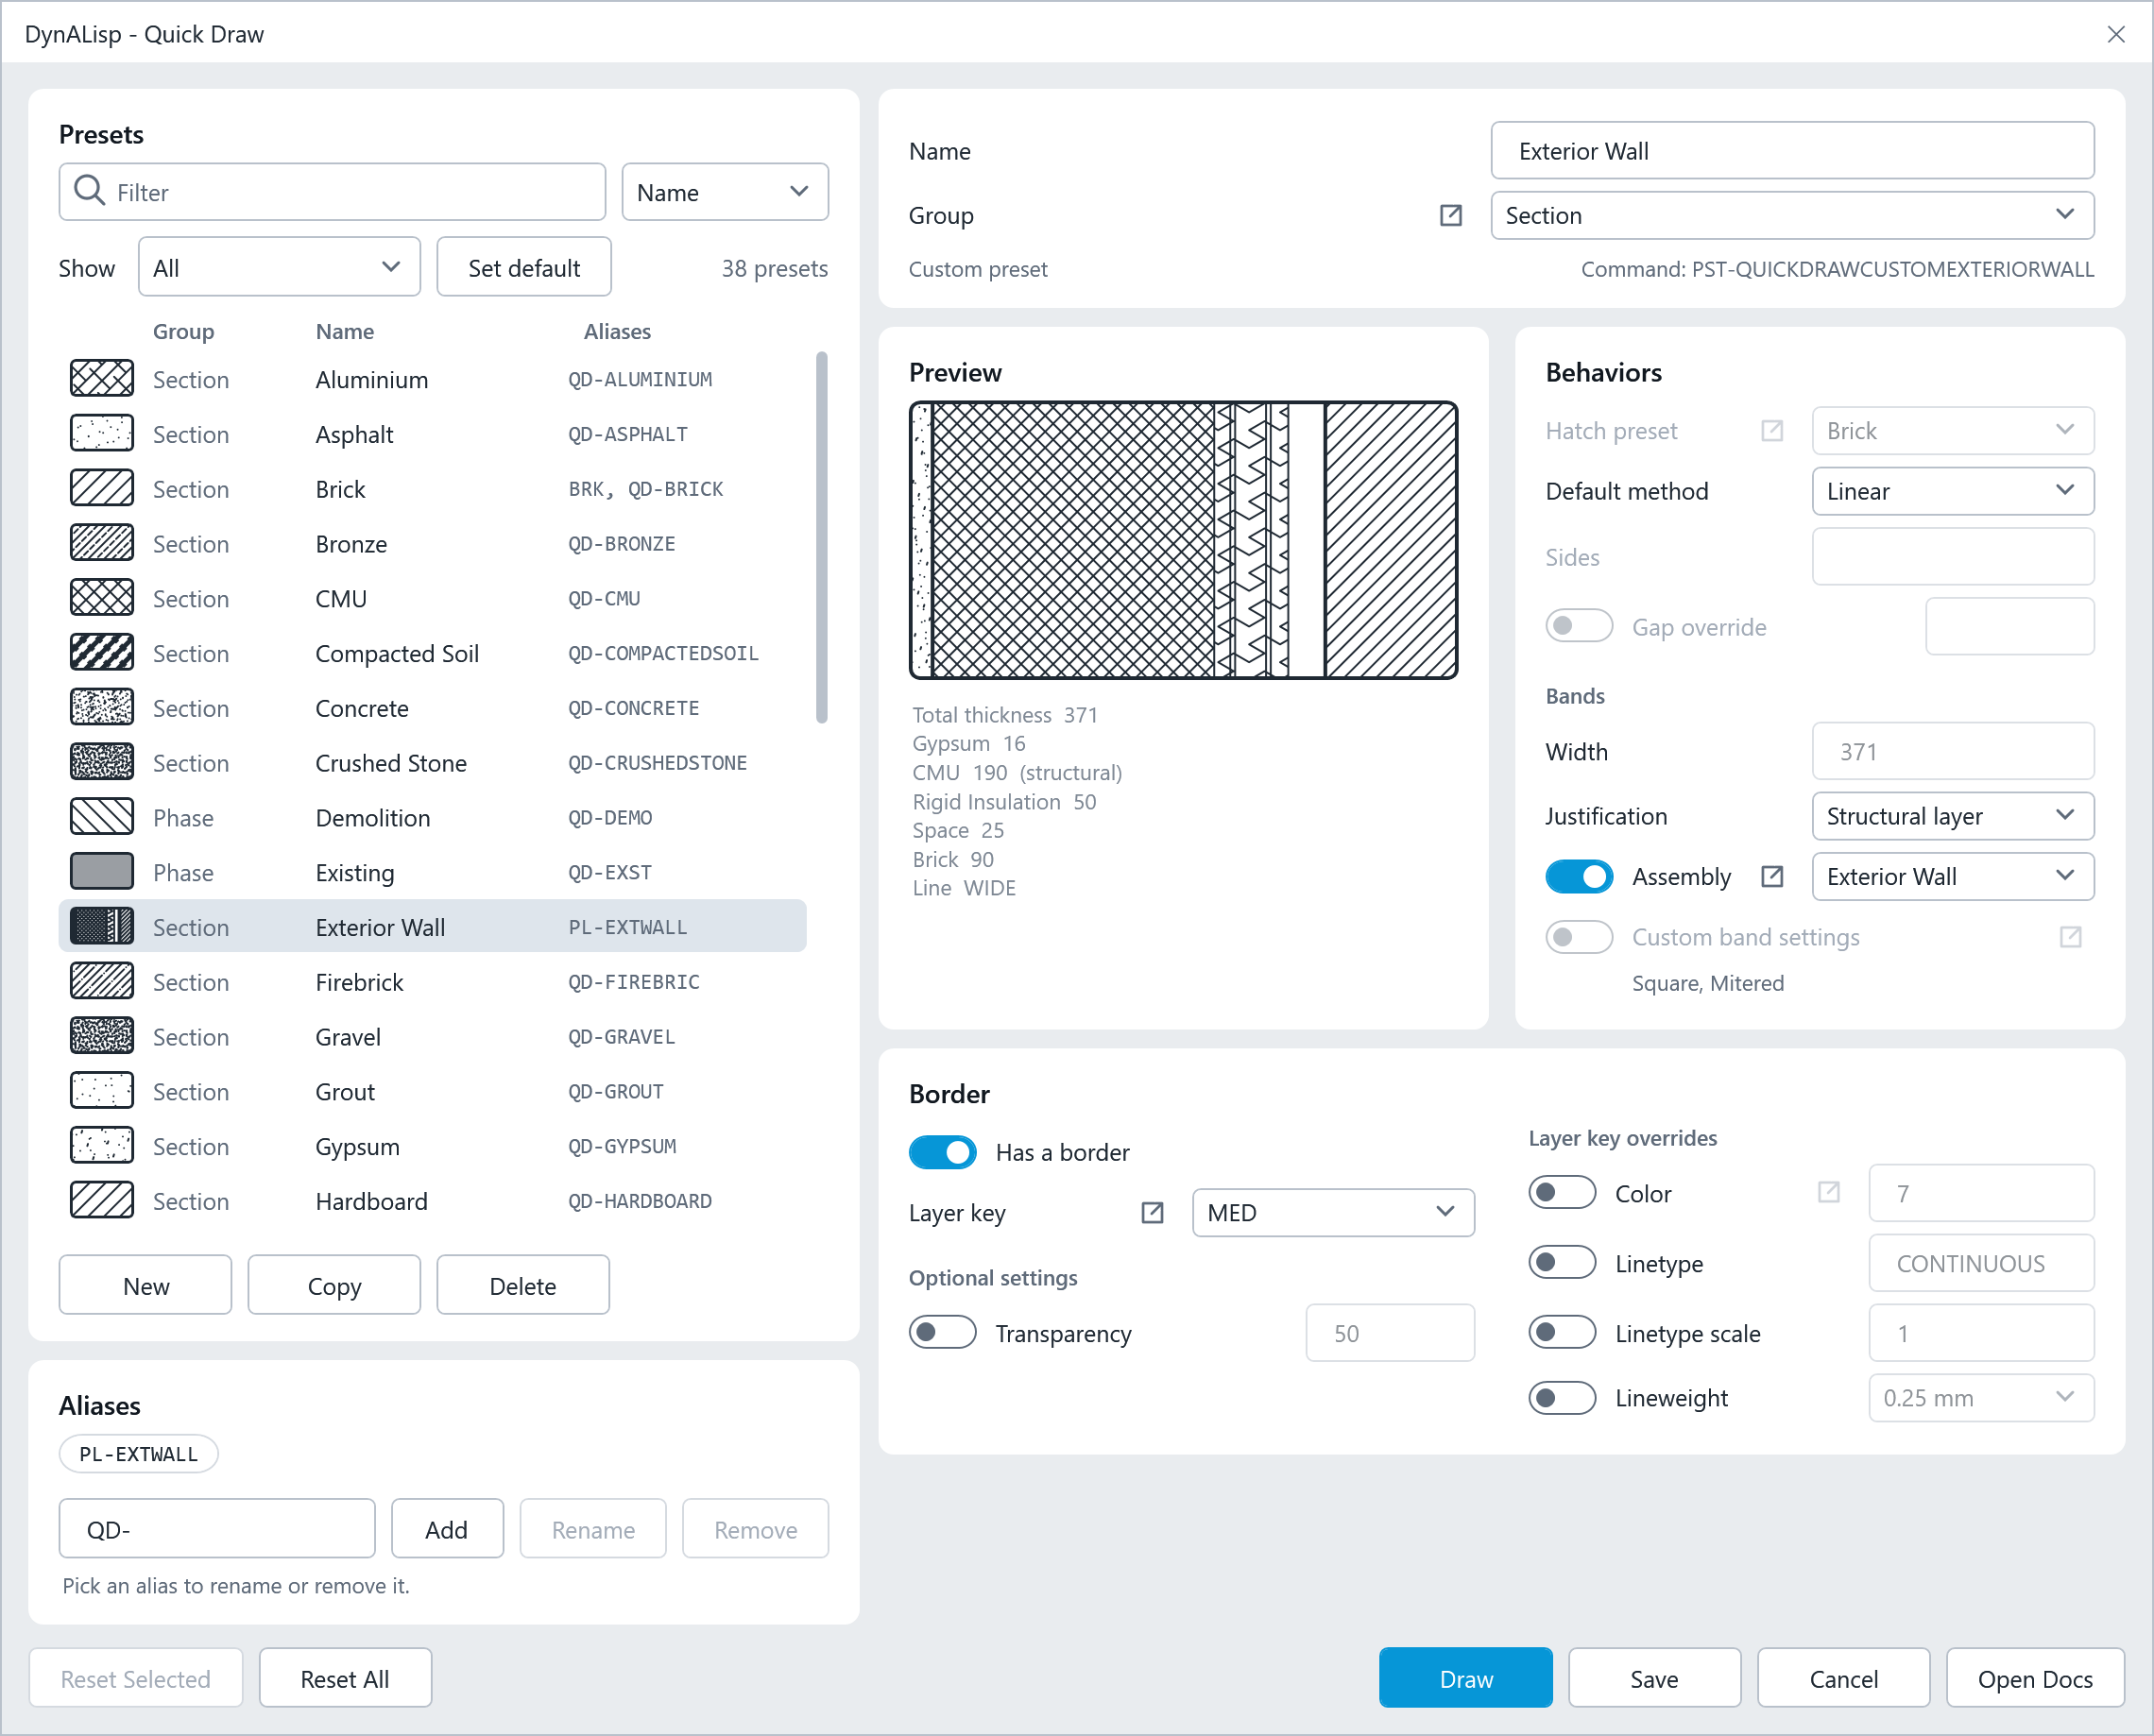 DynALisp - Quick Draw
Presets
Filter
Name
Show
All
Set default
38 presets
Group Name Aliases
Section Aluminium QD-ALUMINIUM
Section Asphalt QD-ASPHALT
Section Brick BRK, QD-BRICK
Section Bronze QD-BRONZE
Section CMU QD-CMU
Section Compacted Soil QD-COMPACTEDSOIL
Section Concrete QD-CONCRETE
Section Crushed Stone QD-CRUSHEDSTONE
Phase Demolition QD-DEMO
Phase Existing QD-EXST
Section Exterior Wall PL-EXTWALL
Section Firebrick QD-FIREBRIC
Section Gravel QD-GRAVEL
Section Grout QD-GROUT
Section Gypsum QD-GYPSUM
Section Hardboard QD-HARDBOARD
New
Copy
Delete
Aliases
PL-EXTWALL
QD-
Add
Rename
Remove
Pick an alias to rename or remove it.
Name
Exterior Wall
Group
Section
Custom preset
Command: PST-QUICKDRAWCUSTOMEXTERIORWALL
Preview
Total thickness 371
Gypsum 16
CMU 190 (structural)
Rigid Insulation 50
Space 25
Brick 90
Line WIDE
Behaviors
Hatch preset
Brick
Default method
Linear
Sides
Gap override
Bands
Width
371
Justification
Structural layer
Assembly
Exterior Wall
Custom band settings
Square, Mitered
Border
Has a border
Layer key
MED
Optional settings
Transparency
50
Layer key overrides
Color
7
Linetype
CONTINUOUS
Linetype scale
1
Lineweight
0.25 mm
Reset Selected
Reset All
Draw
Save
Cancel
Open Docs